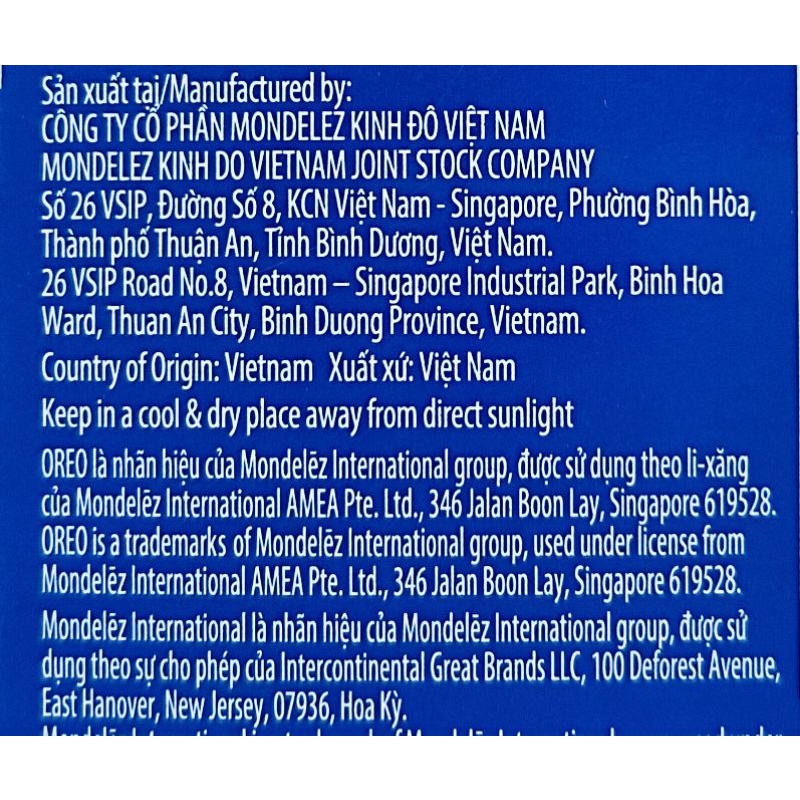 Sản xuất tại/Manufactured by:
CÔNG TY CỔ PHẦN MONDELEZ KINH ĐÔ VIỆT NAM
MONDELEZ KINH DO VIETNAM JOINT STOCK COMPANY
Số 26 VSIP, Đường Số 8, KCN Việt Nam - Singapore, Phường Bình Hòa,
Thành phố Thuận An, Tỉnh Bình Dương, Việt Nam.
26 VSIP Road No.8, Vietnam – Singapore Industrial Park, Binh Hoa
Ward, Thuan An City, Binh Duong Province, Vietnam.
Country of Origin: Vietnam Xuất xứ: Việt Nam
Keep in a cool & dry place away from direct sunlight
OREO là nhãn hiệu của Mondelēz International group, được sử dụng theo li-xăng
của Mondelēz International AMEA Pte. Ltd., 346 Jalan Boon Lay, Singapore 619528.
OREO is a trademarks of Mondelēz International group, used under license from
Mondelēz International AMEA Pte. Ltd., 346 Jalan Boon Lay, Singapore 619528.
Mondelēz International là nhãn hiệu của Mondelēz International group, được sử
dụng theo sự cho phép của Intercontinental Great Brands LLC, 100 Deforest Avenue,
East Hanover, New Jersey, 07936, Hoa Kỳ.